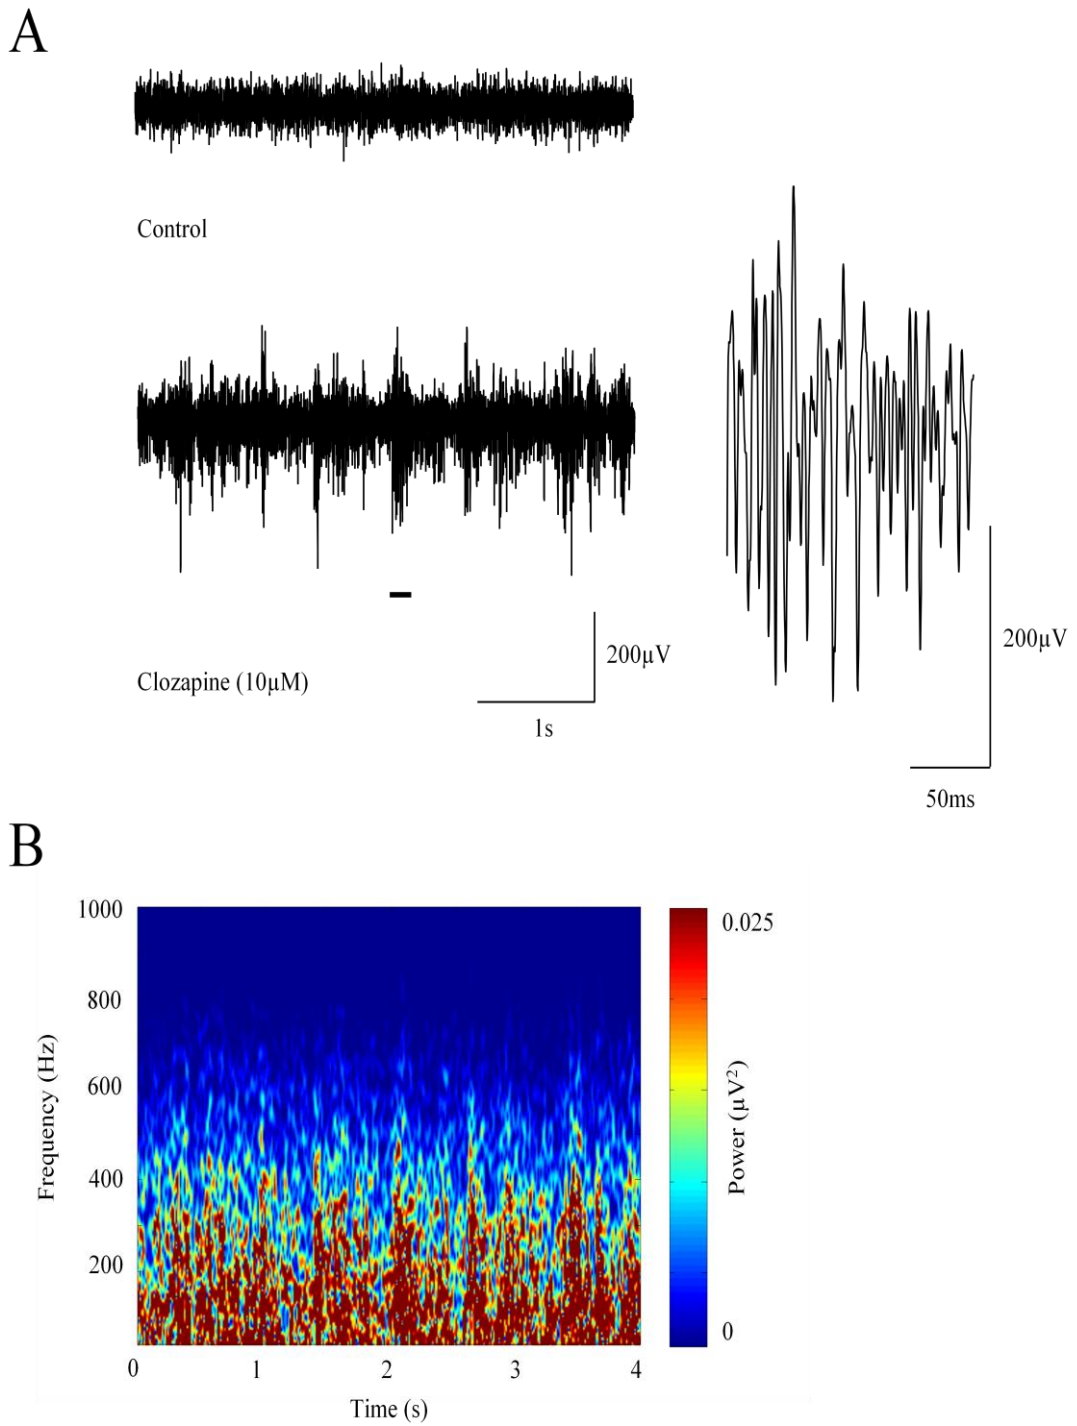 A
Control
Clozapine (10µM)
200µV
1s
200µV
50ms
B
1000
800
600
400
200
Frequency (Hz)
0
1
2
3
4
Time (s)
0.025
0
Power (µV²)